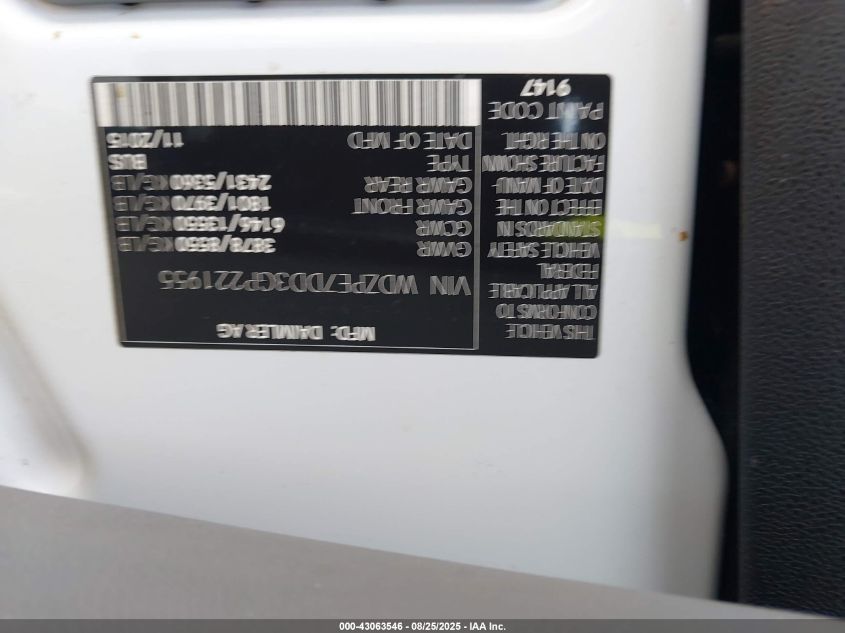 MFD: DAIMLER AG
VIN WDZPE7DD3GP221955
GVWR 3878/8550 KG/LB
GCWR 6146/13550 KG/LB
GAWR FRONT 1801/3970 KG/LB
GAWR REAR 2431/5360 KG/LB
TYPE BUS
DATE OF MFD 11/2015
THIS VEHICLE
CONFORMS TO
ALL APPLICABLE
FEDERAL
VEHICLE SAFETY
STANDARDS IN
EFFECT ON THE
DATE OF MANU-
FACTURE SHOWN
ON THE RIGHT.
PAINT CODE
9147
000-43063546 - 08/25/2025 - IAA Inc.